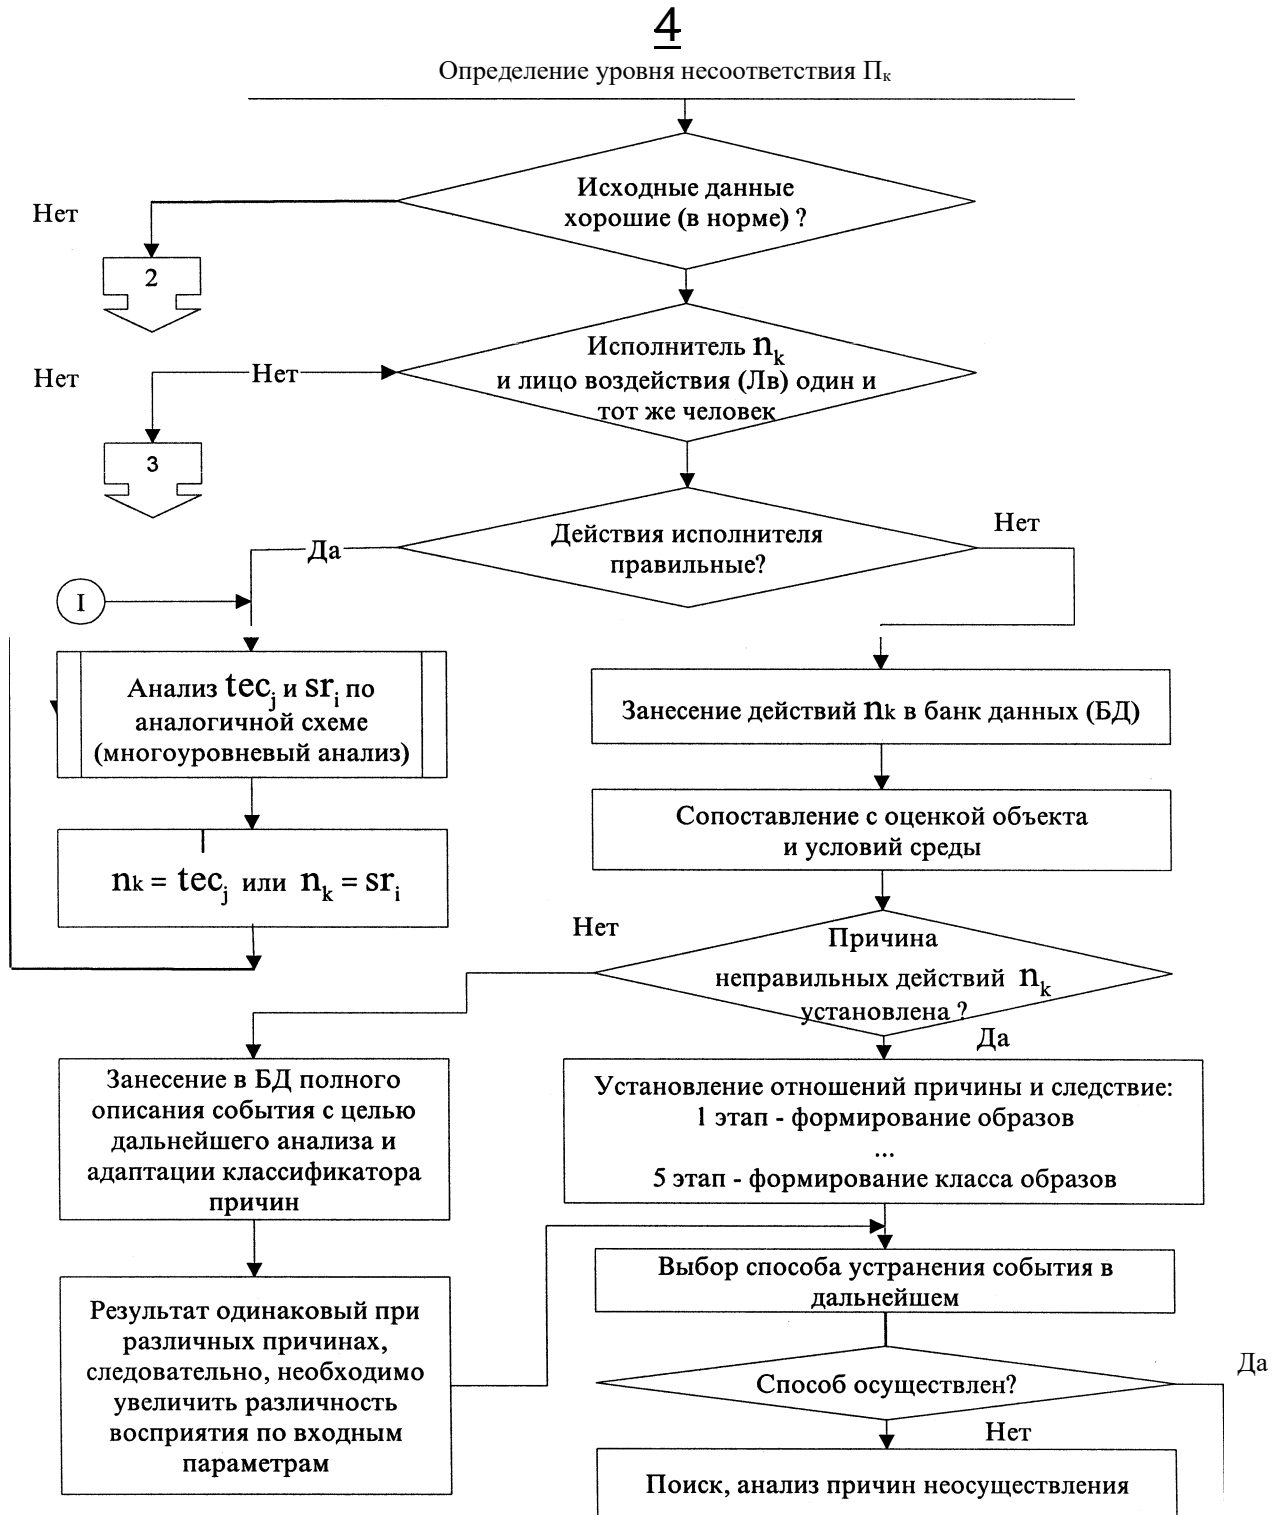 4
Определение уровня несоответствия Пк
Исходные данные
хорошие (в норме) ?
Нет
2
Исполнитель nk
и лицо воздействия (Лв) один и
тот же человек
Нет
Нет
3
Действия исполнителя
правильные?
Да
Нет
I
Анализ tecj и sri по
аналогичной схеме
(многоуровневый анализ)
Занесение действий nk в банк данных (БД)
Сопоставление с оценкой объекта
и условий среды
nk = tecj или nk = sri
Нет
Причина
неправильных действий nk
установлена ?
Да
Занесение в БД полного
описания события с целью
дальнейшего анализа и
адаптации классификатора
причин
Установление отношений причины и следствие:
1 этап - формирование образов
...
5 этап - формирование класса образов
Выбор способа устранения события в
дальнейшем
Результат одинаковый при
различных причинах,
следовательно, необходимо
увеличить различность
восприятия по входным
параметрам
Способ осуществлен?
Да
Нет
Поиск, анализ причин неосуществления